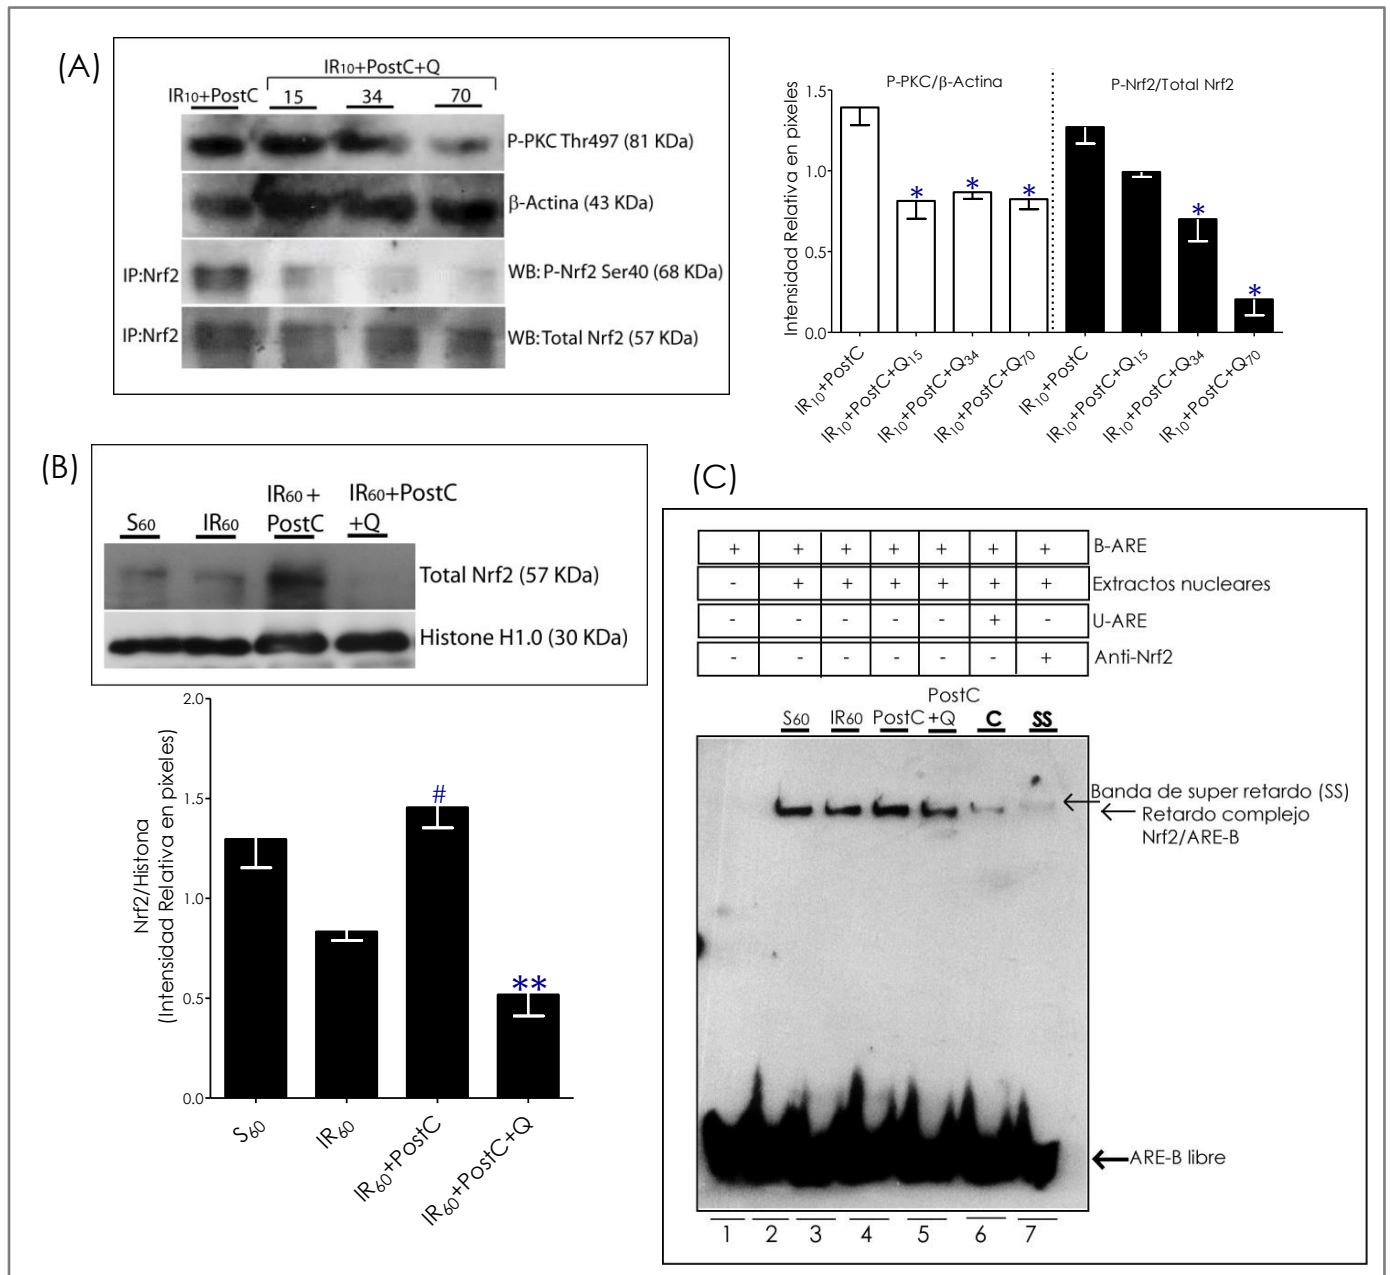 (A)
IR10+PostC+Q
IR10+PostC 15 34 70
P-PKC Thr497 (81 KDa)
β-Actina (43 KDa)
IP:Nrf2 WB: P-Nrf2 Ser40 (68 KDa)
IP:Nrf2 WB: Total Nrf2 (57 KDa)
P-PKC/β-Actina P-Nrf2/Total Nrf2
Intensidad Relativa en pixeles
1.5
1.0
0.5
0.0
* * * * *
IR10+PostC IR10+PostC+Q15 IR10+PostC+Q34 IR10+PostC+Q70 IR10+PostC IR10+PostC+Q15 IR10+PostC+Q34 IR10+PostC+Q70
(B)
IR60 + IR60+PostC
S60 IR60 PostC +Q
Total Nrf2 (57 KDa)
Histone H1.0 (30 KDa)
Nrf2/Histona
(Intensidad Relativa en pixeles)
2.0
1.5
1.0
0.5
0.0
#
**
S60 IR60 IR60+PostC IR60+PostC+Q
(C)
+ + + + + + + B-ARE
- + + + + + + Extractos nucleares
- - - - - + - U-ARE
- - - - - - + Anti-Nrf2
PostC
S60 IR60 PostC +Q C SS
Banda de super retardo (SS)
Retardo complejo
Nrf2/ARE-B
ARE-B libre
1 2 3 4 5 6 7